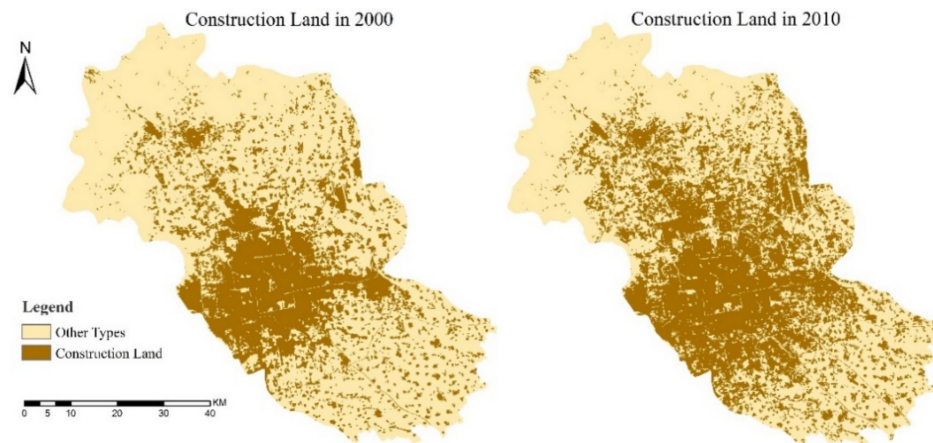 Construction Land in 2000
Construction Land in 2010
N
Legend
Other Types
Construction Land
KM
0 5 10 20 30 40